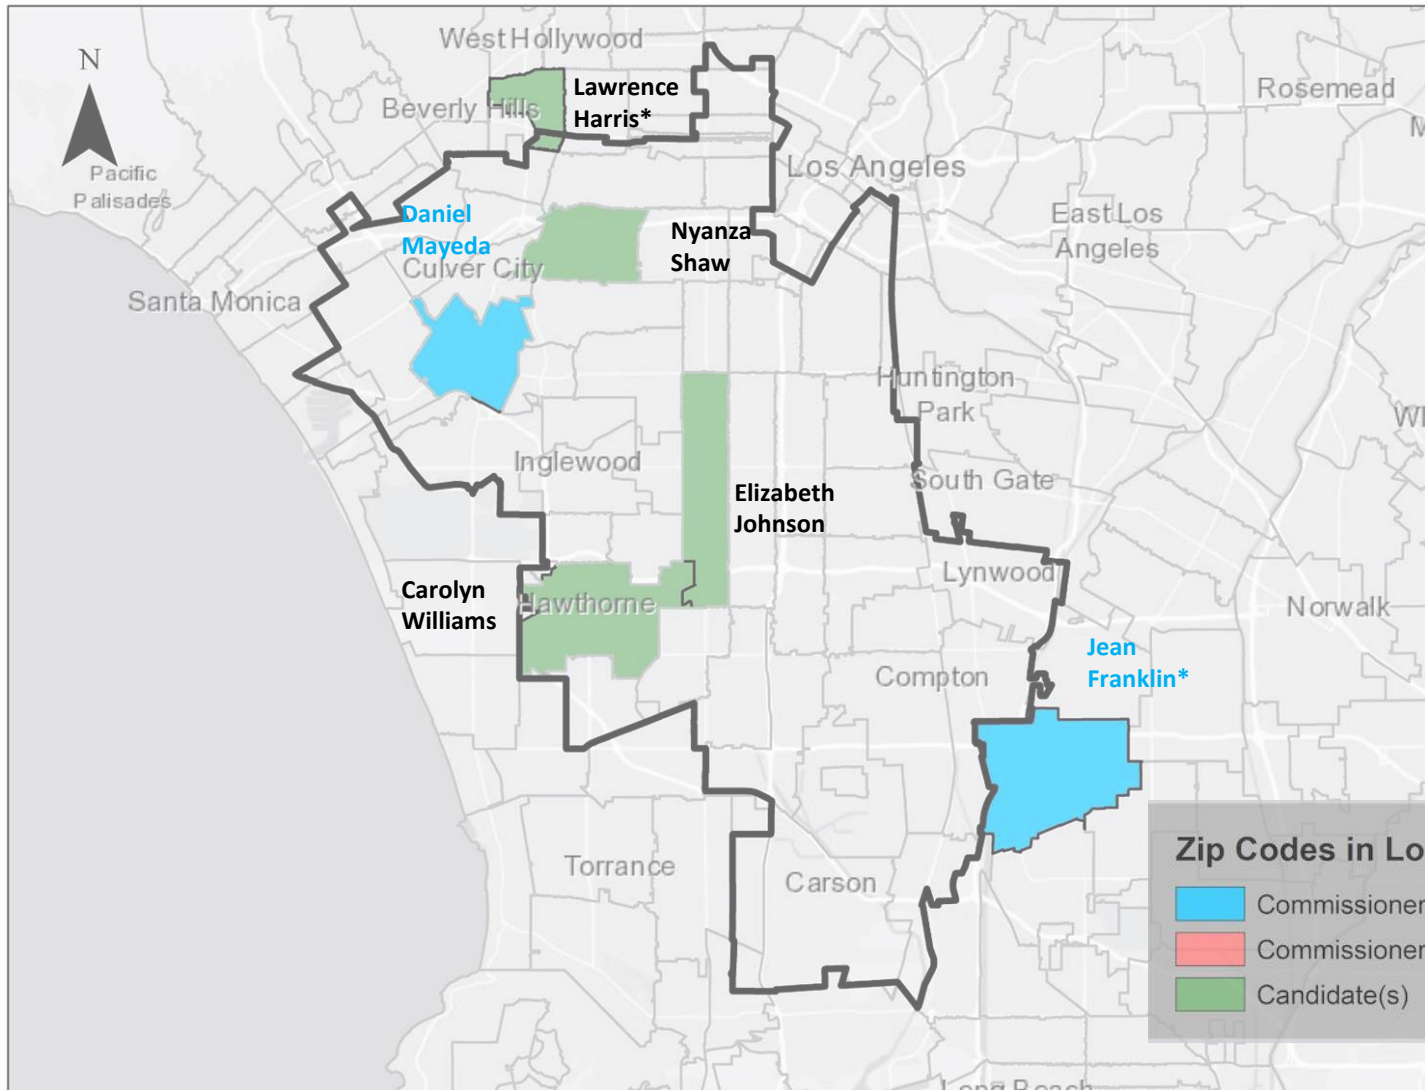 West Hollywood
N
Lawrence
Harris*
Rosemead
Beverly Hills
Pacific
Palisades
Los Angeles
Daniel
Mayeda
East Los
Angeles
Nyanza
Shaw
Culver City
Santa Monica
Huntington
Park
Inglewood
South Gate
Elizabeth
Johnson
Lynwood
Carolyn
Williams
Hawthorne
Norwalk
Jean
Franklin*
Compton
Torrance
Carson
Zip Codes in Lo
Commissioner
Commissioner
Candidate(s)
Long Beach